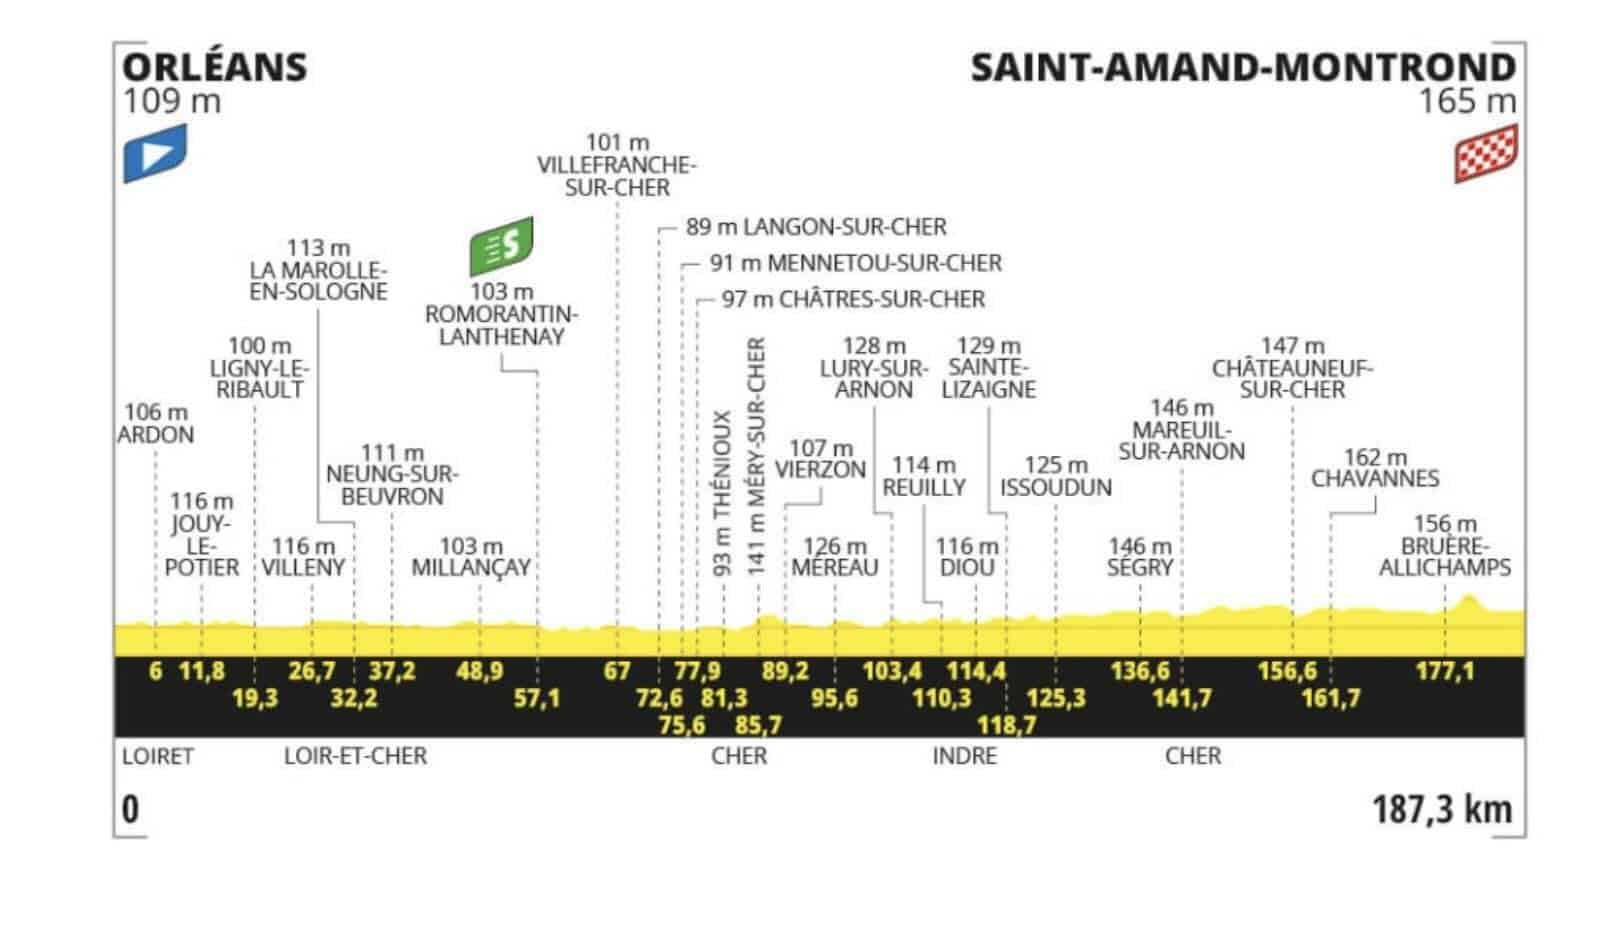 ORLÉANS
109 m
SAINT-AMAND-MONTROND
165 m
101 m
VILLEFRANCHE-
SUR-CHER
89 m LANGON-SUR-CHER
91 m MENNETOU-SUR-CHER
97 m CHÂTRES-SUR-CHER
S
103 m
ROMORANTIN-
LANTHENAY
113 m
LA MAROLLE-
EN-SOLOGNE
100 m
LIGNY-LE-
RIBAULT
106 m
ARDON
116 m
JOUY-
LE-
POTIER
116 m
VILLENY
111 m
NEUNG-SUR-
BEUVRON
103 m
MILLANÇAY
93 m THÉNIOUX
141 m MÉRY-SUR-CHER
107 m
VIERZON
126 m
MÉREAU
128 m
LURY-SUR-
ARNON
114 m
REUILLY
129 m
SAINTE-
LIZAIGNE
116 m
DIOU
125 m
ISSOUDUN
146 m
SÉGRY
146 m
MAREUIL-
SUR-ARNON
147 m
CHÂTEAUNEUF-
SUR-CHER
162 m
CHAVANNES
156 m
BRUÈRE-
ALLICHAMPS
6 11,8 26,7 37,2 48,9 67 77,9 89,2 103,4 114,4 136,6 156,6 177,1
19,3 32,2 57,1 72,6 81,3 95,6 110,3 125,3 141,7 161,7
75,6 85,7 118,7
LOIRET LOIR-ET-CHER CHER INDRE CHER
0 187,3 km